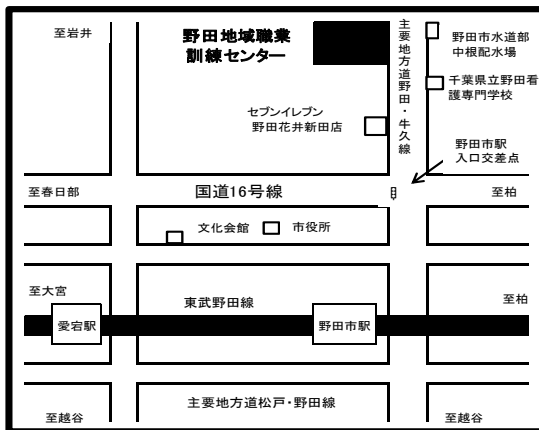 至岩井
野田地域職業
訓練センター
主要地方道野田・牛久線
野田市水道部
中根配水場
千葉県立野田看
護専門学校
セブンイレブン
野田花井新田店
野田市駅
入口交差点
至春日部
国道16号線
至柏
文化会館
市役所
至大宮
東武野田線
至柏
愛宕駅
野田市駅
主要地方道松戸・野田線
至越谷
至越谷